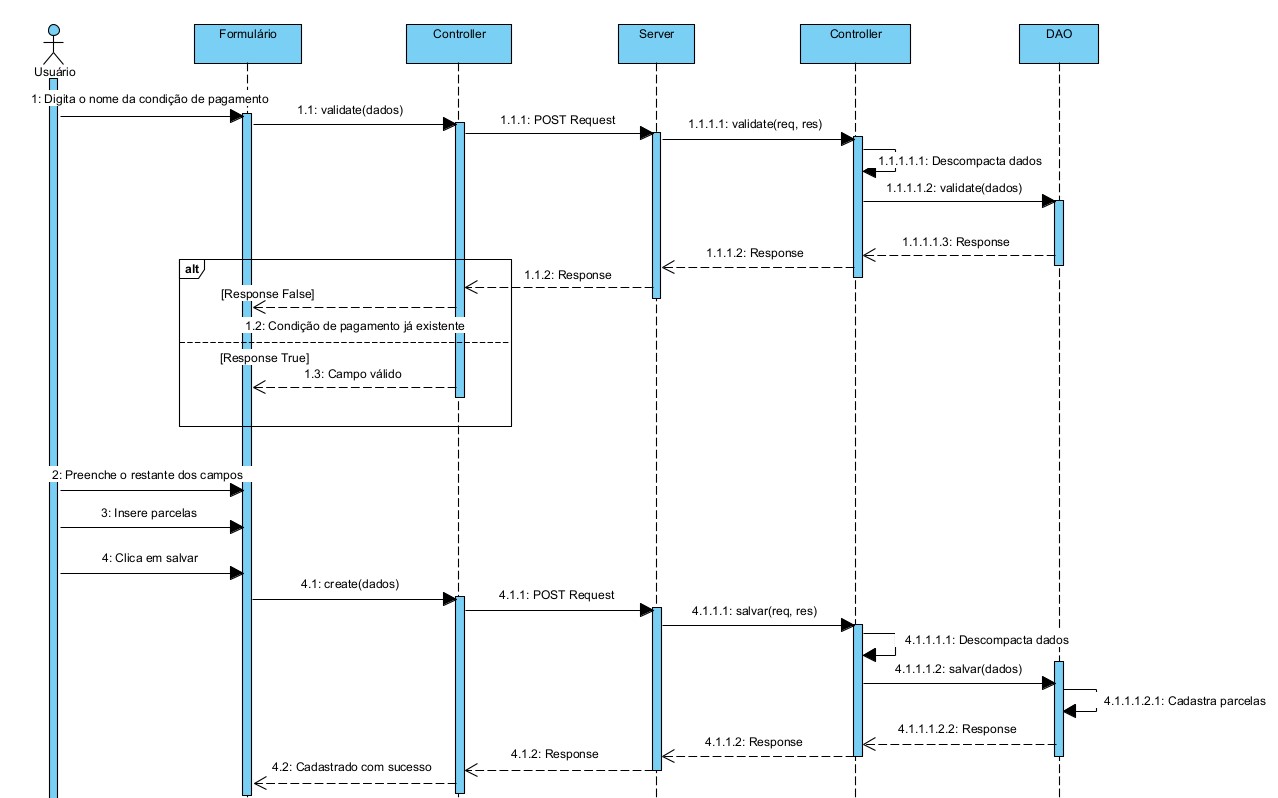 Usuário
Formulário
Controller
Server
Controller
DAO
1: Digita o nome da condição de pagamento
1.1: validate(dados)
1.1.1: POST Request
1.1.1.1: validate(req, res)
1.1.1.1.1: Descompacta dados
1.1.1.1.2: validate(dados)
1.1.1.1.3: Response
1.1.1.2: Response
1.1.2: Response
alt
[Response False]
1.2: Condição de pagamento já existente
[Response True]
1.3: Campo válido
2: Preenche o restante dos campos
3: Insere parcelas
4: Clica em salvar
4.1: create(dados)
4.1.1: POST Request
4.1.1.1: salvar(req, res)
4.1.1.1.1: Descompacta dados
4.1.1.1.2: salvar(dados)
4.1.1.1.2.1: Cadastra parcelas
4.1.1.1.2.2: Response
4.1.1.2: Response
4.1.2: Response
4.2: Cadastrado com sucesso